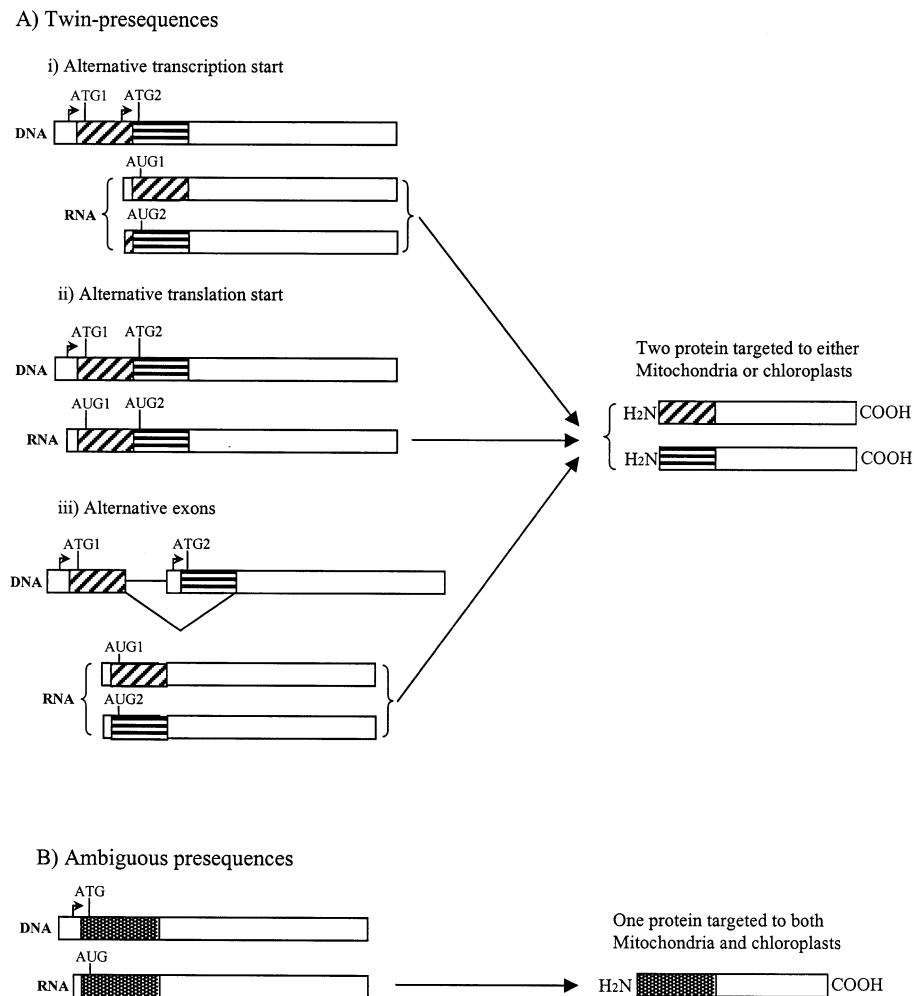 A) Twin-presequences
i) Alternative transcription start
ATG1 ATG2
DNA
AUG1
RNA
AUG2
ii) Alternative translation start
ATG1 ATG2
DNA
AUG1 AUG2
RNA
Two protein targeted to either
Mitochondria or chloroplasts
H2N COOH
H2N COOH
iii) Alternative exons
ATG1 ATG2
DNA
AUG1
RNA
AUG2
B) Ambiguous presequences
ATG
DNA
AUG
RNA
One protein targeted to both
Mitochondria and chloroplasts
H2N COOH